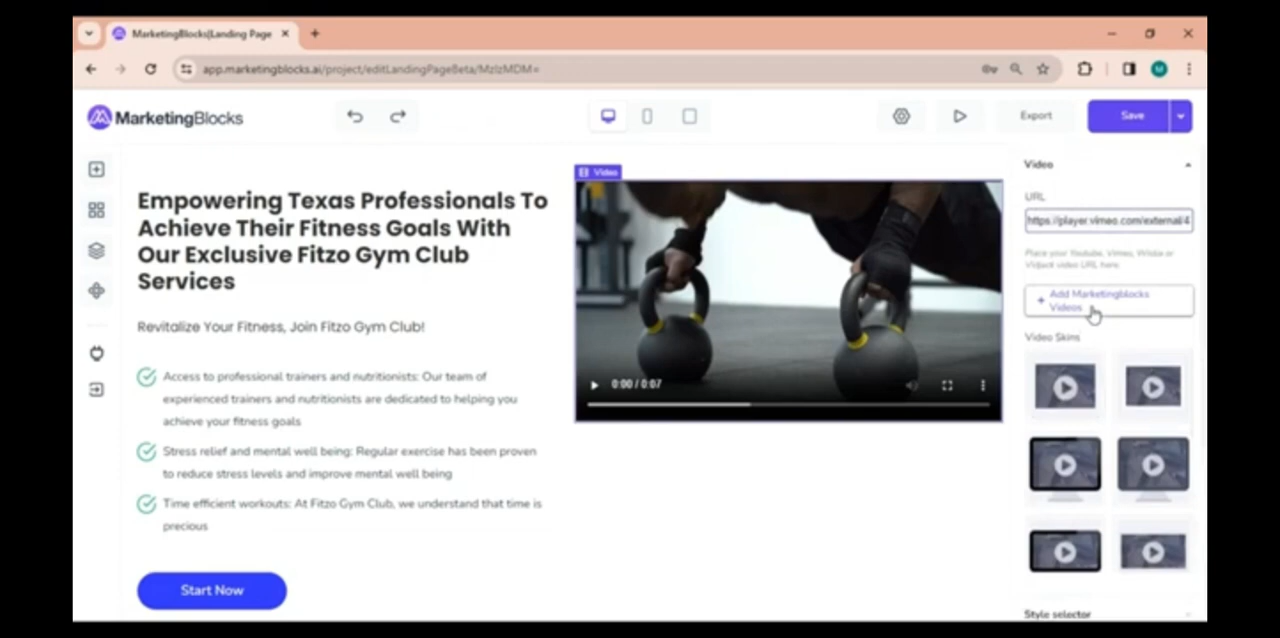 MarketingBlocks|Landing Page
app.marketingblocks.ai/project/editLandingPageBeta/MzIzMDM=
M
MarketingBlocks
Export
Save
Video
Video
URL
https://player.vimeo.com/external/4
Place your Youtube, Vimeo, Wistia or
Vidjual video URL here.
+ Add Marketingblocks
Videos
Video Skins
Style selector
Empowering Texas Professionals To
Achieve Their Fitness Goals With
Our Exclusive Fitzo Gym Club
Services
Revitalize Your Fitness, Join Fitzo Gym Club!
Access to professional trainers and nutritionists: Our team of
experienced trainers and nutritionists are dedicated to helping you
achieve your fitness goals
Stress relief and mental well being: Regular exercise has been proven
to reduce stress levels and improve mental well being
Time efficient workouts: At Fitzo Gym Club, we understand that time is
precious
Start Now
0:00 / 0:07